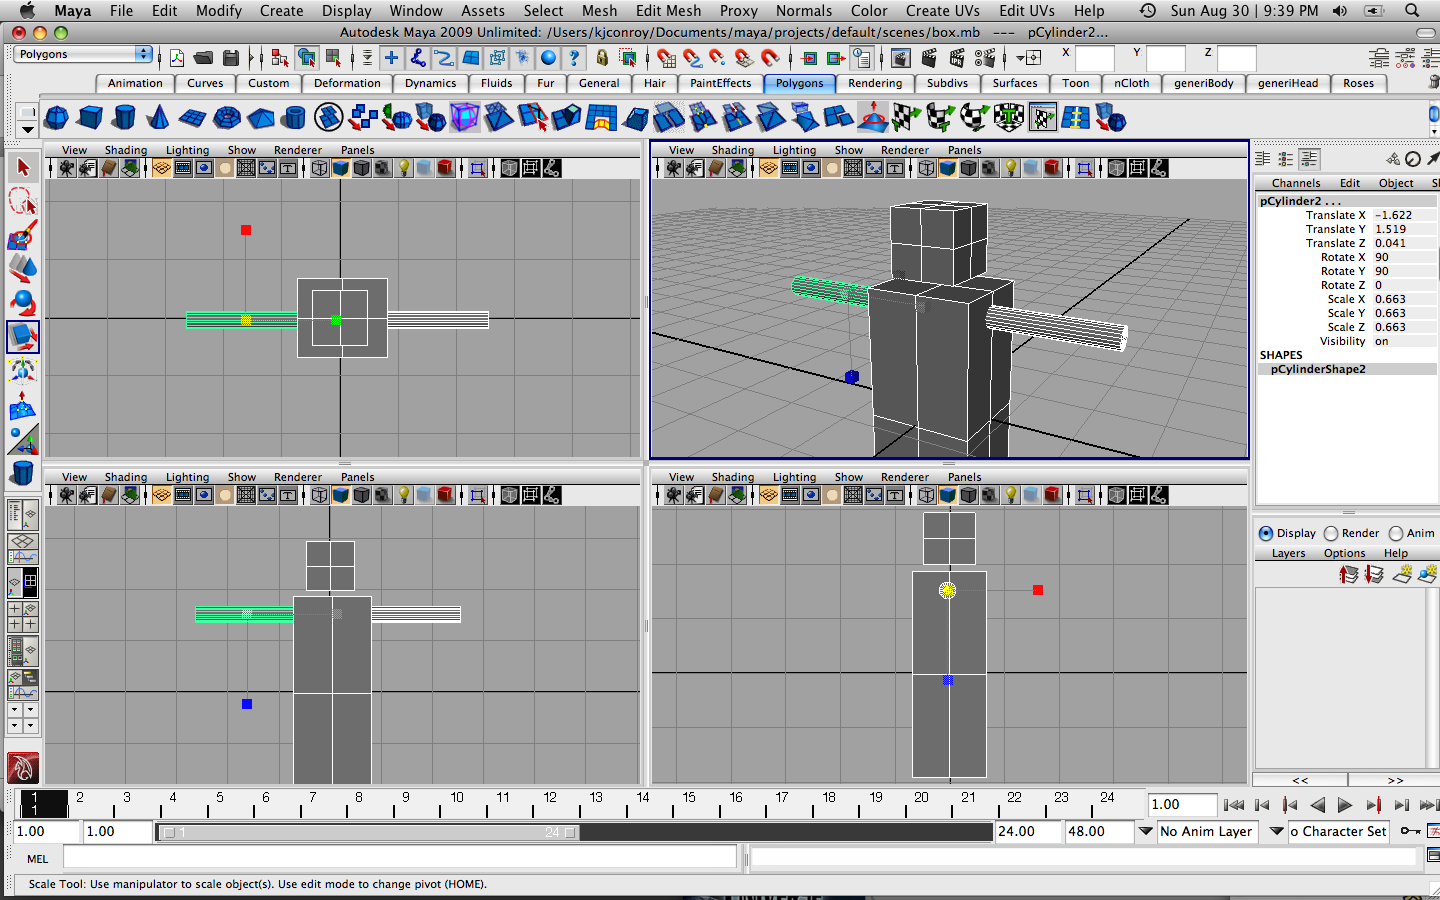 Maya File Edit Modify Create Display Window Assets Select Mesh Edit Mesh Proxy Normals Color Create UVs Edit UVs Help Sun Aug 30 | 9:39 PM
Autodesk Maya 2009 Unlimited: /Users/kjconroy/Documents/maya/projects/default/scenes/box.mb --- pCylinder2...
Polygons X Y Z
Animation Curves Custom Deformation Dynamics Fluids Fur General Hair PaintEffects Polygons Rendering Subdivs Surfaces Toon nCloth generiBody generiHead Roses
View Shading Lighting Show Renderer Panels
View Shading Lighting Show Renderer Panels
Channels Edit Object
pCylinder2 . . .
Translate X -1.622
Translate Y 1.519
Translate Z 0.041
Rotate X 90
Rotate Y 90
Rotate Z 0
Scale X 0.663
Scale Y 0.663
Scale Z 0.663
Visibility on
SHAPES
pCylinderShape2
View Shading Lighting Show Renderer Panels
View Shading Lighting Show Renderer Panels
Display Render Anim
Layers Options Help
<< >>
1 2 3 4 5 6 7 8 9 10 11 12 13 14 15 16 17 18 19 20 21 22 23 24
1
1.00
1.00 1.00 1 24 24.00 48.00 No Anim Layer o Character Set
MEL
Scale Tool: Use manipulator to scale object(s). Use edit mode to change pivot (HOME).